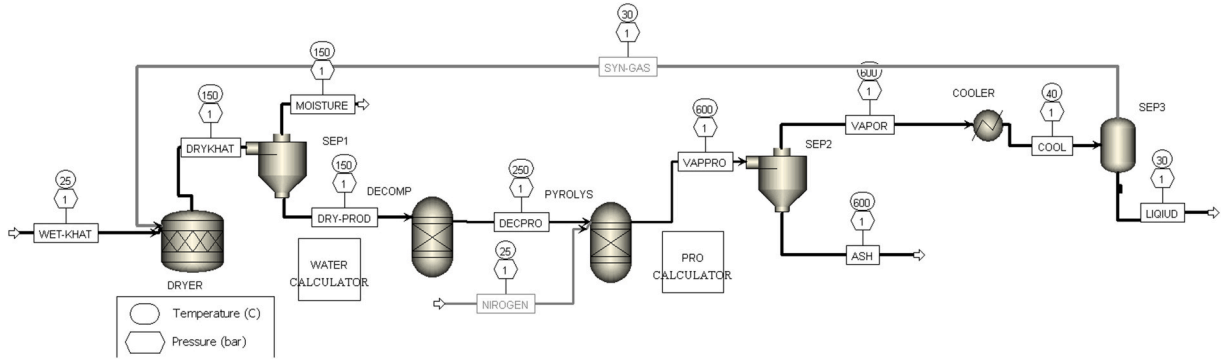 30
1
SYN-GAS
150
1
MOISTURE
150
1
DRYKHAT
SEP1
600
1
VAPOR
COOLER
40
1
COOL
SEP3
25
1
WET-KHAT
DRYER
150
1
DRY-PROD
DECOMP
250
1
DECPRO
PYROLYS
600
1
VAPPRO
SEP2
30
1
LIQIUD
WATER
CALCULATOR
25
1
NIROGEN
PRO
CALCULATOR
600
1
ASH
Temperature (C)
Pressure (bar)